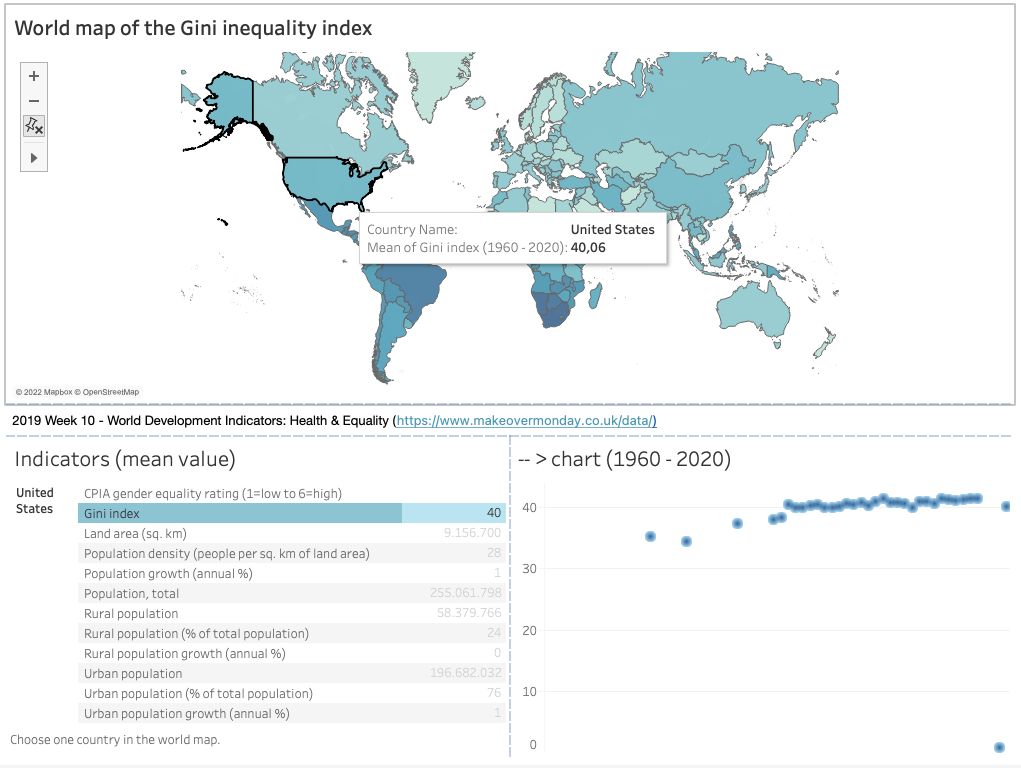 World map of the Gini inequality index
+
−
Country Name: United States
Mean of Gini index (1960 - 2020): 40,06
© 2022 Mapbox © OpenStreetMap
2019 Week 10 - World Development Indicators: Health & Equality (https://www.makeovermonday.co.uk/data/)
Indicators (mean value)
United
States
CPIA gender equality rating (1=low to 6=high)
Gini index 40
Land area (sq. km) 9.156.700
Population density (people per sq. km of land area) 28
Population growth (annual %) 1
Population, total 255.061.798
Rural population 58.379.766
Rural population (% of total population) 24
Rural population growth (annual %) 0
Urban population 196.682.032
Urban population (% of total population) 76
Urban population growth (annual %) 1
Choose one country in the world map.
-- > chart (1960 - 2020)
40
30
20
10
0